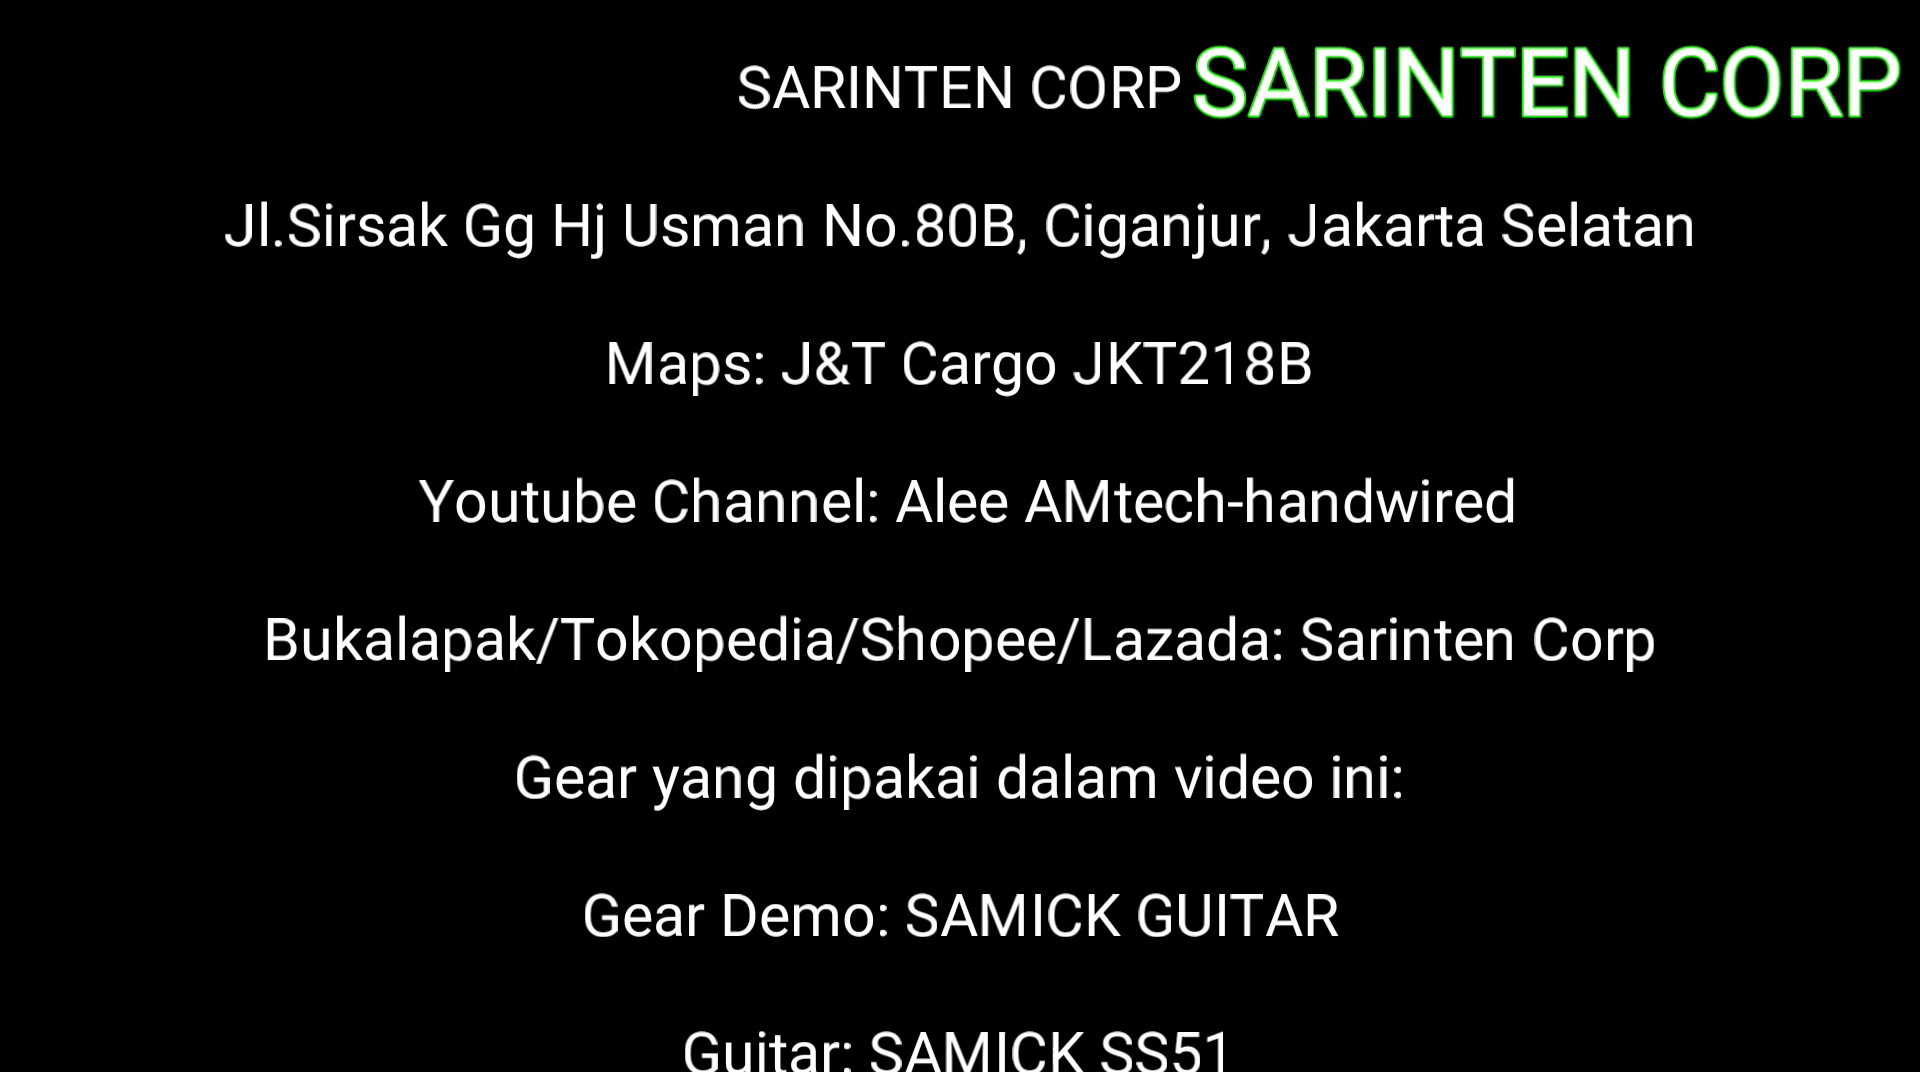 SARINTEN CORP SARINTEN CORP
Jl.Sirsak Gg Hj Usman No.80B, Ciganjur, Jakarta Selatan
Maps: J&T Cargo JKT218B
Youtube Channel: Alee AMtech-handwired
Bukalapak/Tokopedia/Shopee/Lazada: Sarinten Corp
Gear yang dipakai dalam video ini:
Gear Demo: SAMICK GUITAR
Guitar: SAMICK SS51